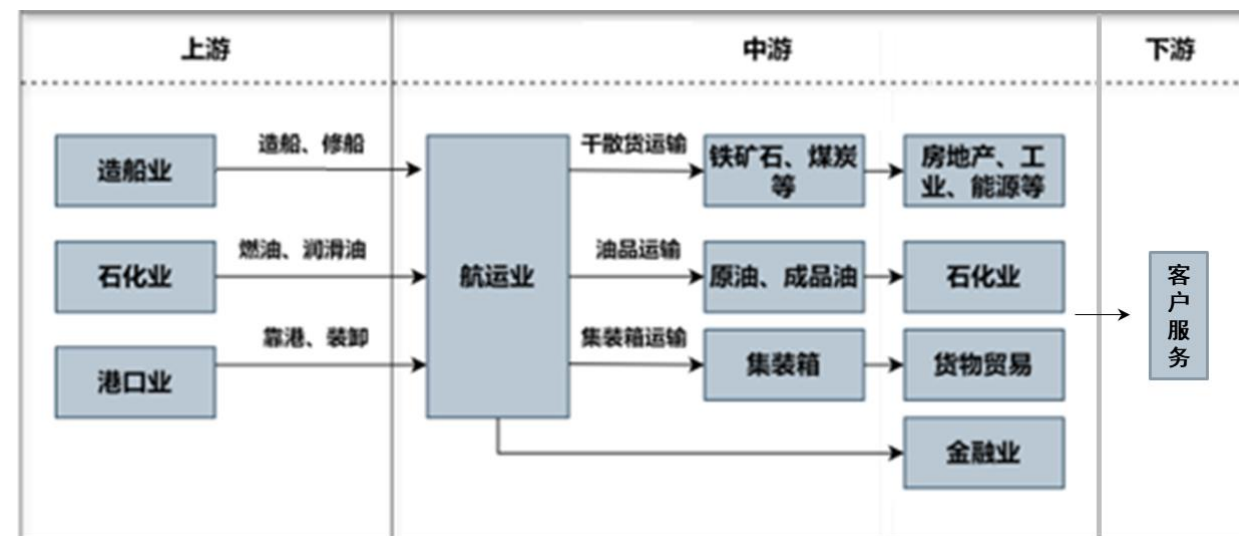 上游
中游
下游
造船业
造船、修船
航运业
干散货运输
铁矿石、煤炭
等
房地产、工
业、能源等
石化业
燃油、润滑油
油品运输
原油、成品油
石化业
港口业
靠港、装卸
集装箱运输
集装箱
货物贸易
金融业
客
户
服
务